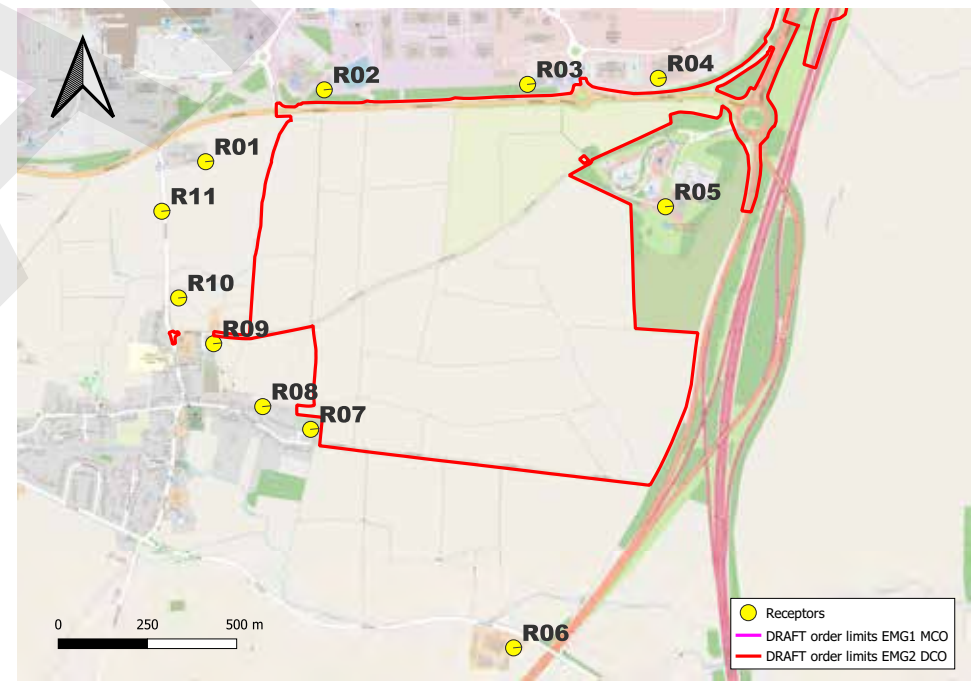 R02
R03
R04
R01
R05
R11
R10
R09
R08
R07
R06
0 250 500 m
Receptors
DRAFT order limits EMG1 MCO
DRAFT order limits EMG2 DCO